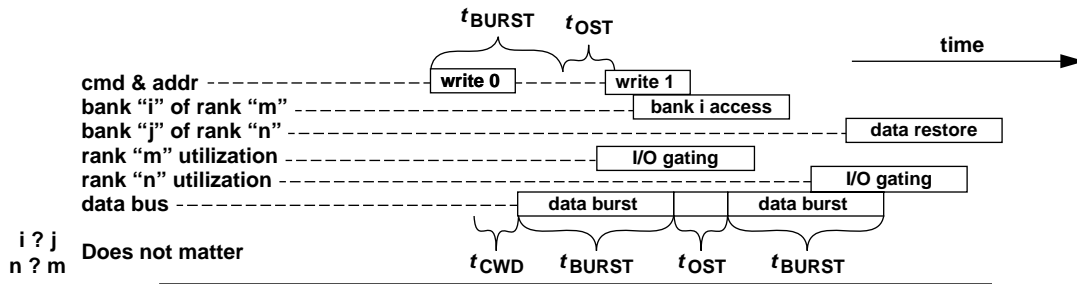 tBURST tOST
time
cmd & addr write 0 write 1
bank “i” of rank “m” bank i access
bank “j” of rank “n” data restore
rank “m” utilization I/O gating
rank “n” utilization I/O gating
data bus data burst data burst
i ? j
n ? m
Does not matter
tCWD tBURST tOST tBURST